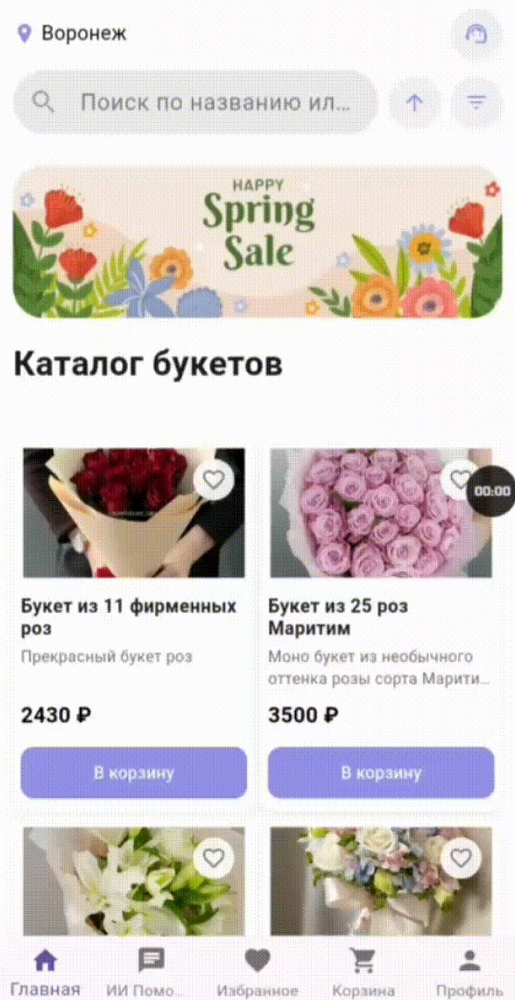 Воронеж
Поиск по названию ил...
HAPPY
Spring
Sale
Каталог букетов
00:00
Букет из 11 фирменных
роз
Прекрасный букет роз
2430 ₽
В корзину
Букет из 25 роз
Маритим
Моно букет из необычного
оттенка розы сорта Марити...
3500 ₽
В корзину
Главная
ИИ Помо...
Избранное
Корзина
Профиль